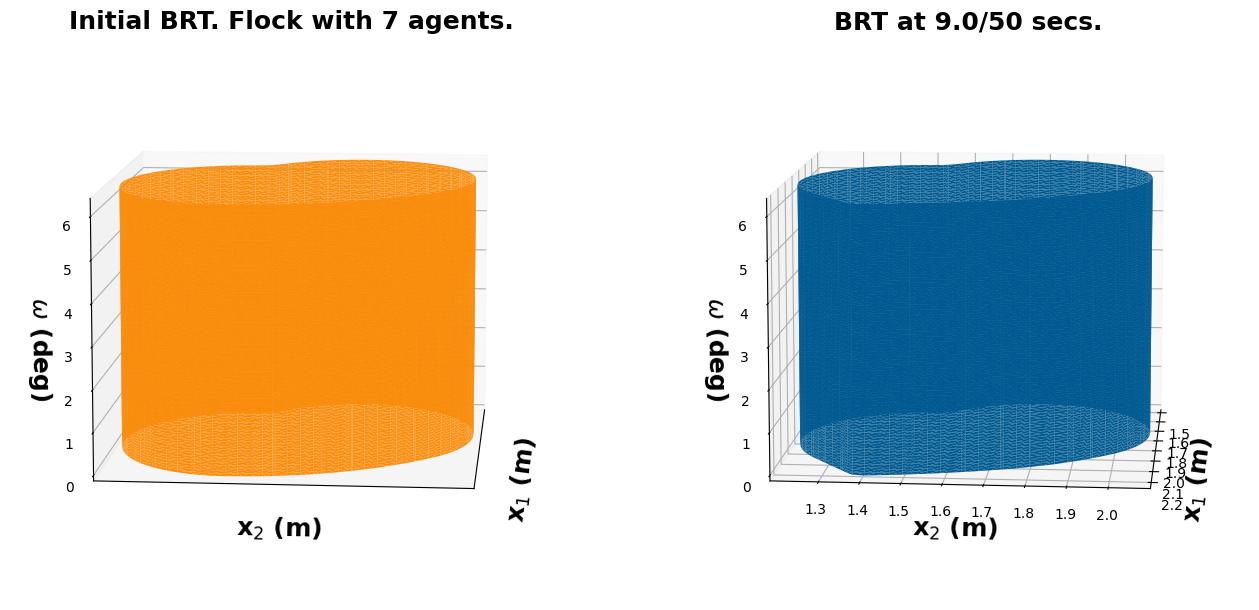 Initial BRT. Flock with 7 agents.
6
5
4
3
2
1
0
ω (deg)
x₂ (m)
x₁ (m)
BRT at 9.0/50 secs.
6
5
4
3
2
1
0
ω (deg)
1.3 1.4 1.5 1.6 1.7 1.8 1.9 2.0
x₂ (m)
1.5
1.6
1.7
1.8
1.9
2.0
2.1
2.2
x₁ (m)